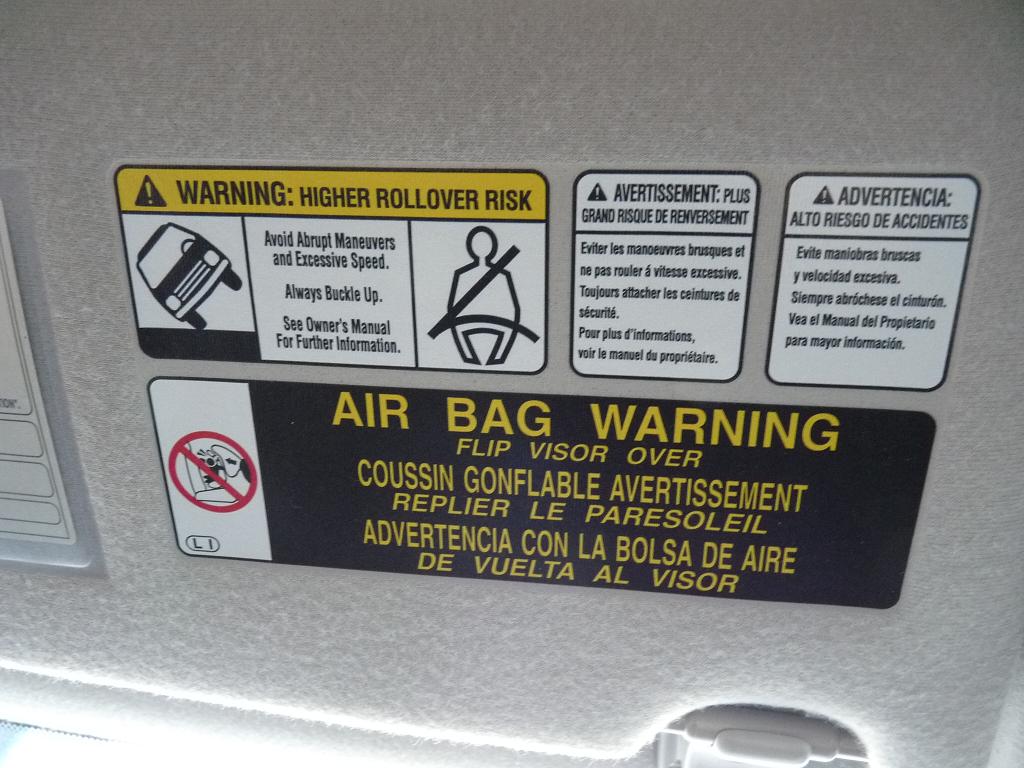 WARNING: HIGHER ROLLOVER RISK
Avoid Abrupt Maneuvers
and Excessive Speed.
Always Buckle Up.
See Owner's Manual
For Further Information.
AVERTISSEMENT: PLUS
GRAND RISQUE DE RENVERSEMENT
Eviter les manoeuvres brusques et
ne pas rouler á vitesse excessive.
Toujours attacher les ceintures de
sécurité.
Pour plus d'informations,
voir le manuel du propriétaire.
ADVERTENCIA:
ALTO RIESGO DE ACCIDENTES
Evite maniobras bruscas
y velocidad excesiva.
Siempre abróchese el cinturón.
Vea el Manual del Propietario
para mayor información.
AIR BAG WARNING
FLIP VISOR OVER
COUSSIN GONFLABLE AVERTISSEMENT
REPLIER LE PARESOLEIL
ADVERTENCIA CON LA BOLSA DE AIRE
DE VUELTA AL VISOR
L I